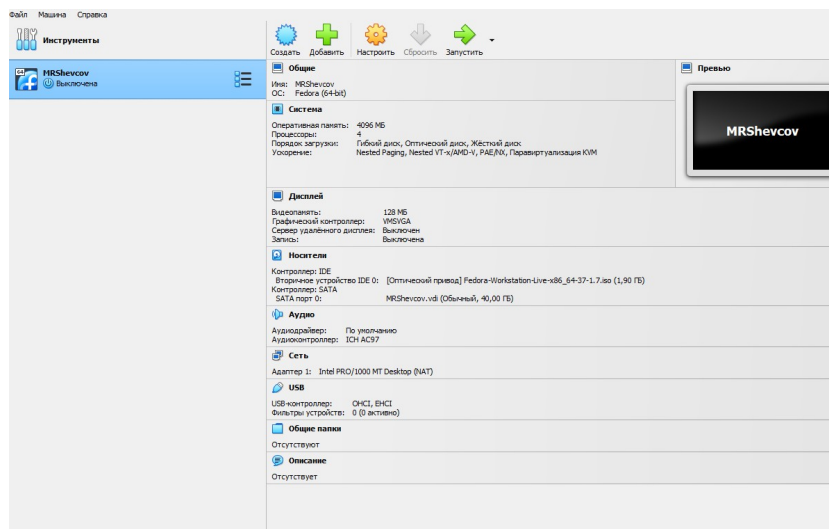 Файл Машина Справка
Инструменты
Создать Добавить Настроить Сбросить Запустить
64
MRShevcov
Выключена
Общие
Имя: MRShevcov
ОС: Fedora (64-bit)
Система
Оперативная память: 4096 МБ
Процессоры: 4
Порядок загрузки: Гибкий диск, Оптический диск, Жёсткий диск
Ускорение: Nested Paging, Nested VT-x/AMD-V, PAE/NX, Паравиртуализация KVM
Превью
MRShevcov
Дисплей
Видеопамять: 128 МБ
Графический контроллер: VMSVGA
Сервер удалённого дисплея: Выключен
Запись: Выключена
Носители
Контроллер: IDE
Вторичное устройство IDE 0: [Оптический привод] Fedora-Workstation-Live-x86_64-37-1.7.iso (1,90 ГБ)
Контроллер: SATA
SATA порт 0: MRShevcov.vdi (Обычный, 40,00 ГБ)
Аудио
Аудиодрайвер: По умолчанию
Аудиоконтроллер: ICH AC97
Сеть
Адаптер 1: Intel PRO/1000 MT Desktop (NAT)
USB
USB-контроллер: OHCI, EHCI
Фильтры устройств: 0 (0 активно)
Общие папки
Отсутствуют
Описание
Отсутствует